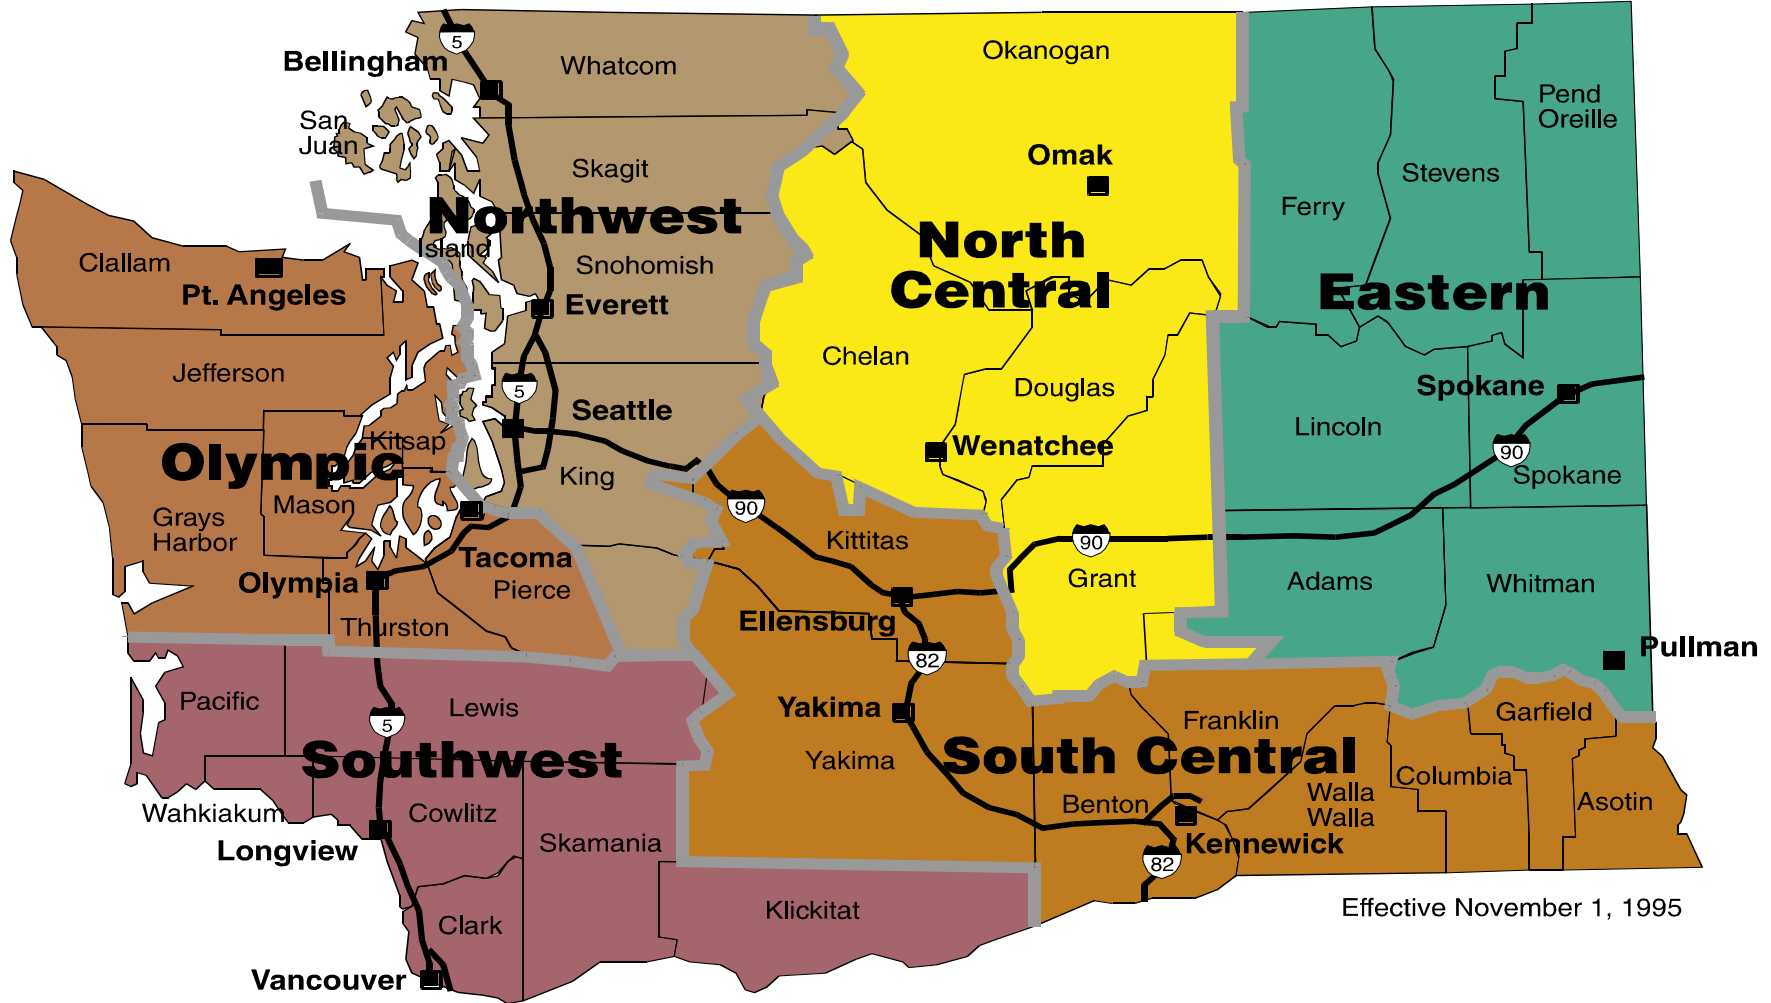 5
Bellingham
Whatcom
Okanogan
Pend
Oreille
San
Juan
Skagit
Omak
Stevens
Ferry
Northwest
Island
North
Central
Clallam
Pt. Angeles
Snohomish
Everett
Eastern
Jefferson
5
Chelan
Douglas
Spokane
Seattle
Lincoln
Kitsap
Olympic
Wenatchee
90
Spokane
King
Mason
Grays
Harbor
90
Kittitas
90
Tacoma
Pierce
Olympia
Grant
Adams
Whitman
Thurston
Ellensburg
82
Pullman
Pacific
Lewis
5
Yakima
Franklin
Garfield
Southwest
Yakima
South Central
Columbia
Wahkiakum
Cowlitz
Benton
Walla
Walla
Asotin
Longview
Skamania
Kennewick
82
Klickitat
Effective November 1, 1995
Clark
Vancouver